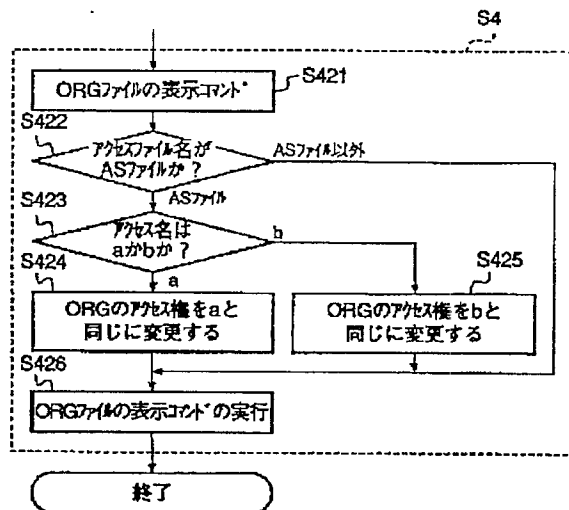 S4
ORGファイルの表示コマンド
S421
S422
アクセスファイル名が
ASファイルか？
ASファイル以外
ASファイル
S423
アクセス名は
aかbか？
b
a
S424
ORGのアクセス権をaと
同じに変更する
S425
ORGのアクセス権をbと
同じに変更する
S426
ORGファイルの表示コマンドの実行
終了